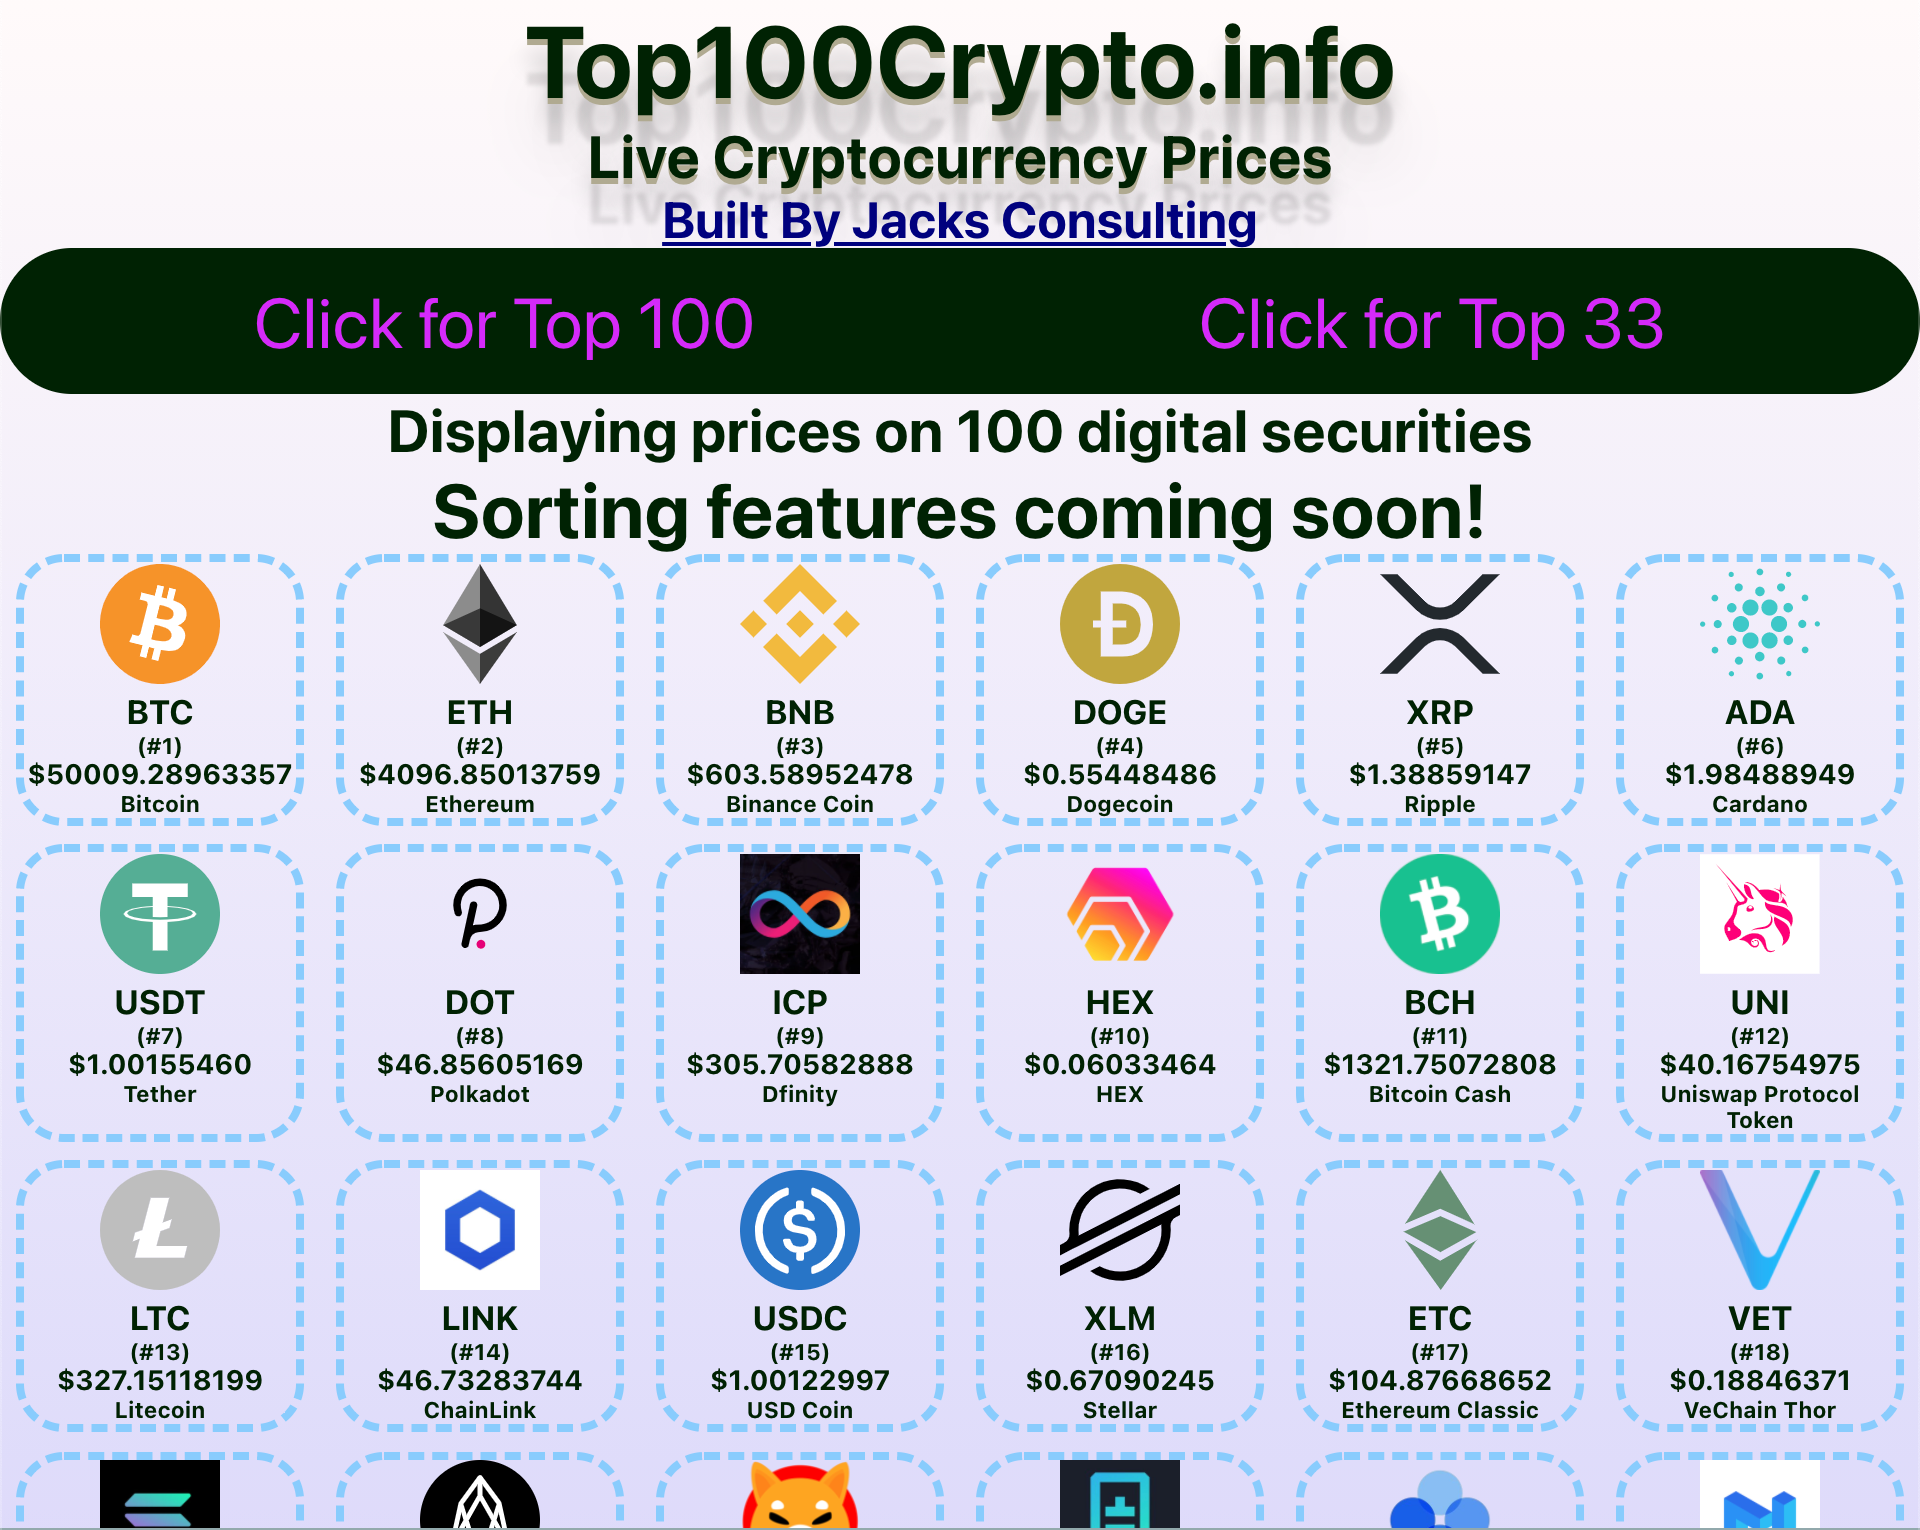 Top100Crypto.info
Live Cryptocurrency Prices
Built By Jacks Consulting
Click for Top 100
Click for Top 33
Displaying prices on 100 digital securities
Sorting features coming soon!
BTC
(#1)
$50009.28963357
Bitcoin
ETH
(#2)
$4096.85013759
Ethereum
BNB
(#3)
$603.58952478
Binance Coin
DOGE
(#4)
$0.55448486
Dogecoin
XRP
(#5)
$1.38859147
Ripple
ADA
(#6)
$1.98488949
Cardano
USDT
(#7)
$1.00155460
Tether
DOT
(#8)
$46.85605169
Polkadot
ICP
(#9)
$305.70582888
Dfinity
HEX
(#10)
$0.06033464
HEX
BCH
(#11)
$1321.75072808
Bitcoin Cash
UNI
(#12)
$40.16754975
Uniswap Protocol
Token
LTC
(#13)
$327.15118199
Litecoin
LINK
(#14)
$46.73283744
ChainLink
USDC
(#15)
$1.00122997
USD Coin
XLM
(#16)
$0.67090245
Stellar
ETC
(#17)
$104.87668652
Ethereum Classic
VET
(#18)
$0.18846371
VeChain Thor